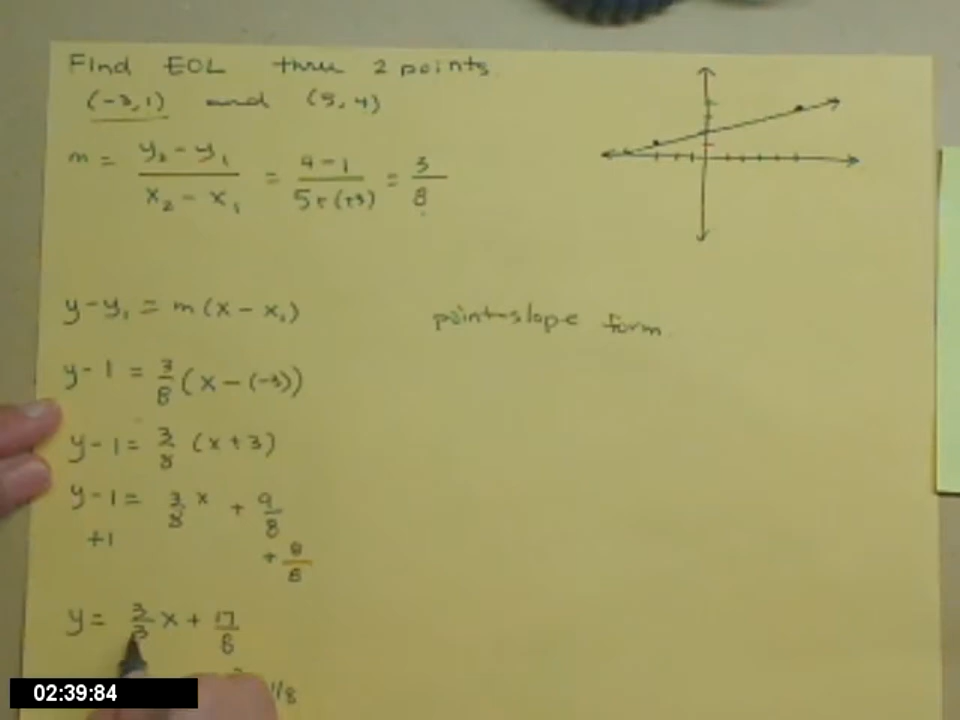 Find EOL thru 2 points
(-3,1) and (5,4)
m = y₂-y₁/x₂-x₁ = 4-1/5+(+3) = 3/8
y-y₁ = m(x-x₁) point-slope form
y-1 = 3/8(x-(-3))
y-1 = 3/8 (x+3)
y-1 = 3/8 x + 9/8
+1 + 8/8
y = 3/8 x + 17/8
1/8
02:39:84